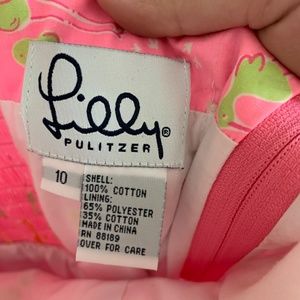 Lilly®
PULITZER
10
SHELL:
100% COTTON
LINING:
65% POLYESTER
35% COTTON
MADE IN CHINA
RN 88189
OVER FOR CARE